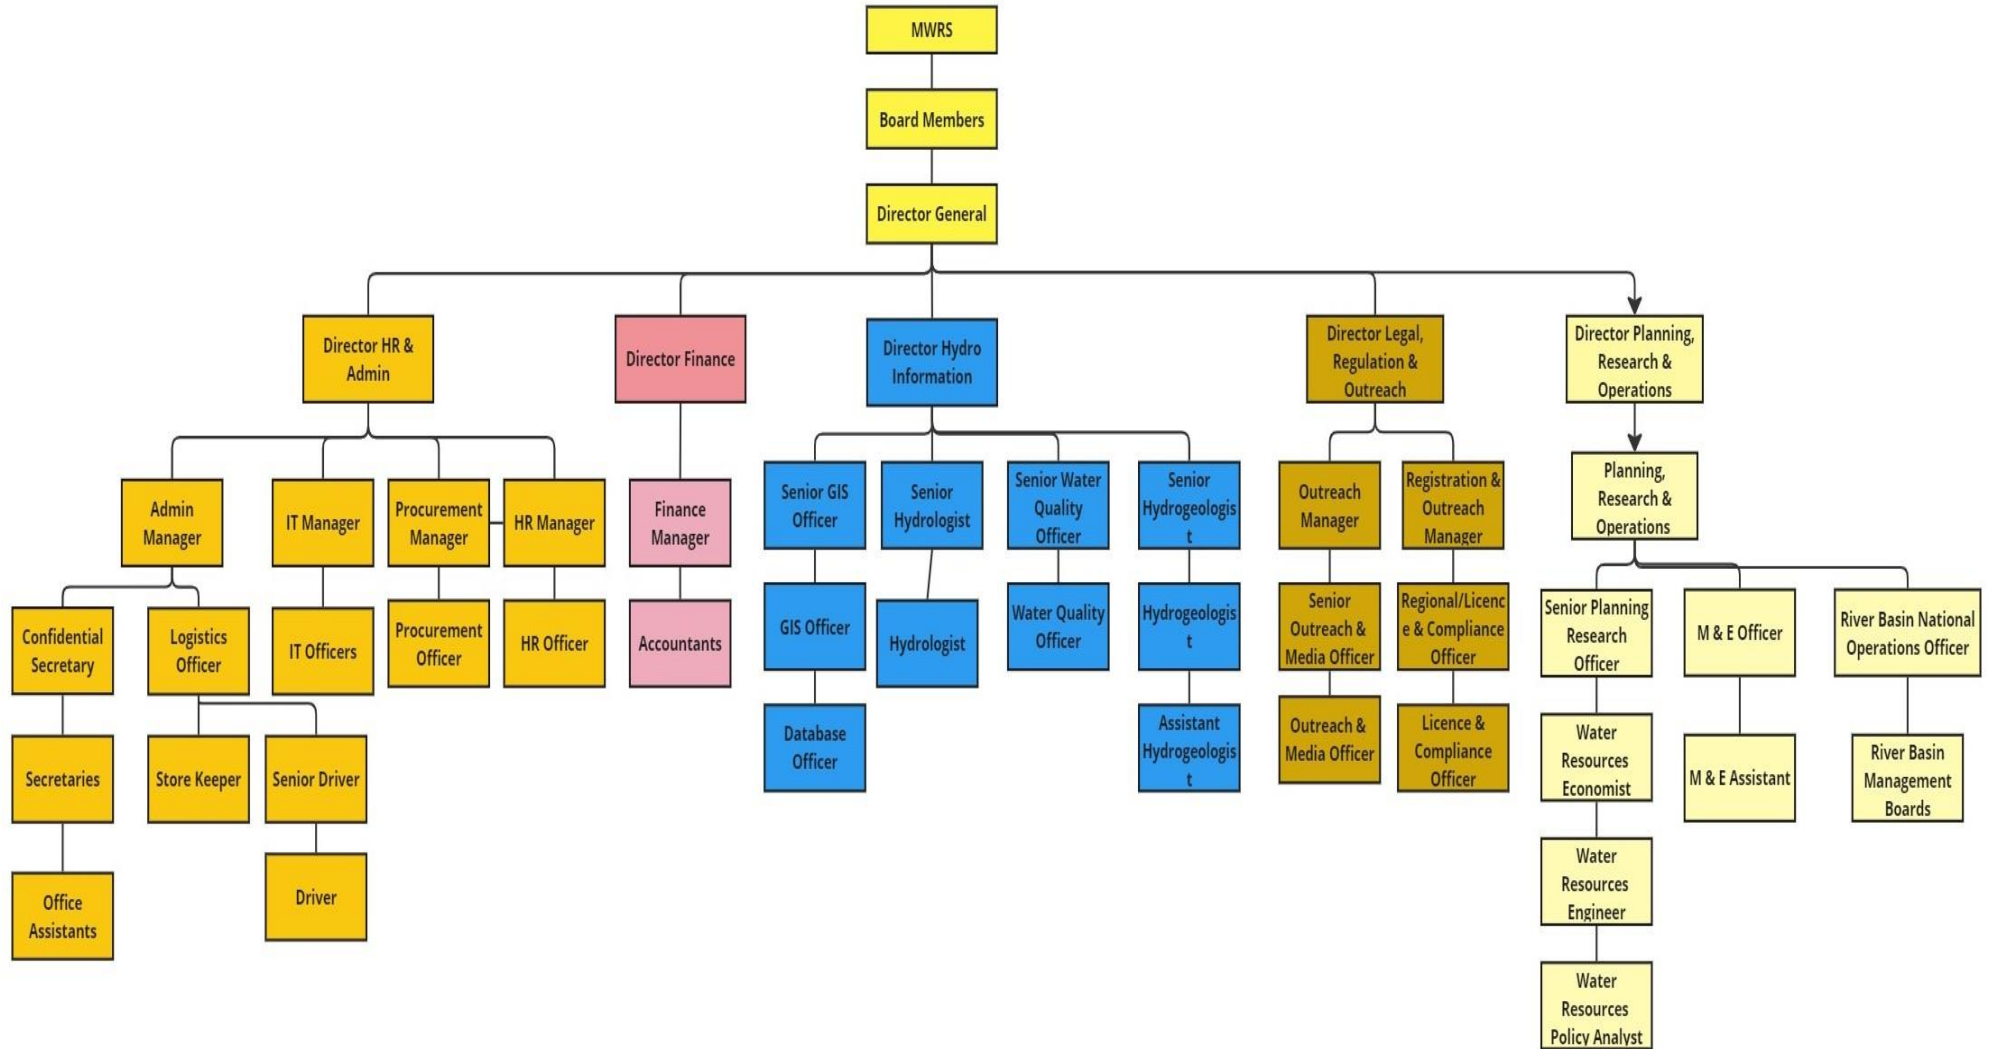 MWRS
Board Members
Director General
Director HR &
Admin
Director Finance
Director Hydro
Information
Director Legal,
Regulation &
Outreach
Director Planning,
Research &
Operations
Admin
Manager
IT Manager
Procurement
Manager
HR Manager
Finance
Manager
Senior GIS
Officer
Senior
Hydrologist
Senior Water
Quality
Officer
Senior
Hydrogeologis
t
Outreach
Manager
Registration &
Outreach
Manager
Planning,
Research &
Operations
Confidential
Secretary
Logistics
Officer
IT Officers
Procurement
Officer
HR Officer
Accountants
GIS Officer
Hydrologist
Water Quality
Officer
Hydrogeologis
t
Senior
Outreach &
Media Officer
Regional/Licenc
e & Compliance
Officer
Senior Planning
Research
Officer
M & E Officer
River Basin National
Operations Officer
Secretaries
Store Keeper
Senior Driver
Database
Officer
Assistant
Hydrogeologis
t
Outreach &
Media Officer
Licence &
Compliance
Officer
Water
Resources
Economist
M & E Assistant
River Basin
Management
Boards
Office
Assistants
Driver
Water
Resources
Engineer
Water
Resources
Policy Analyst